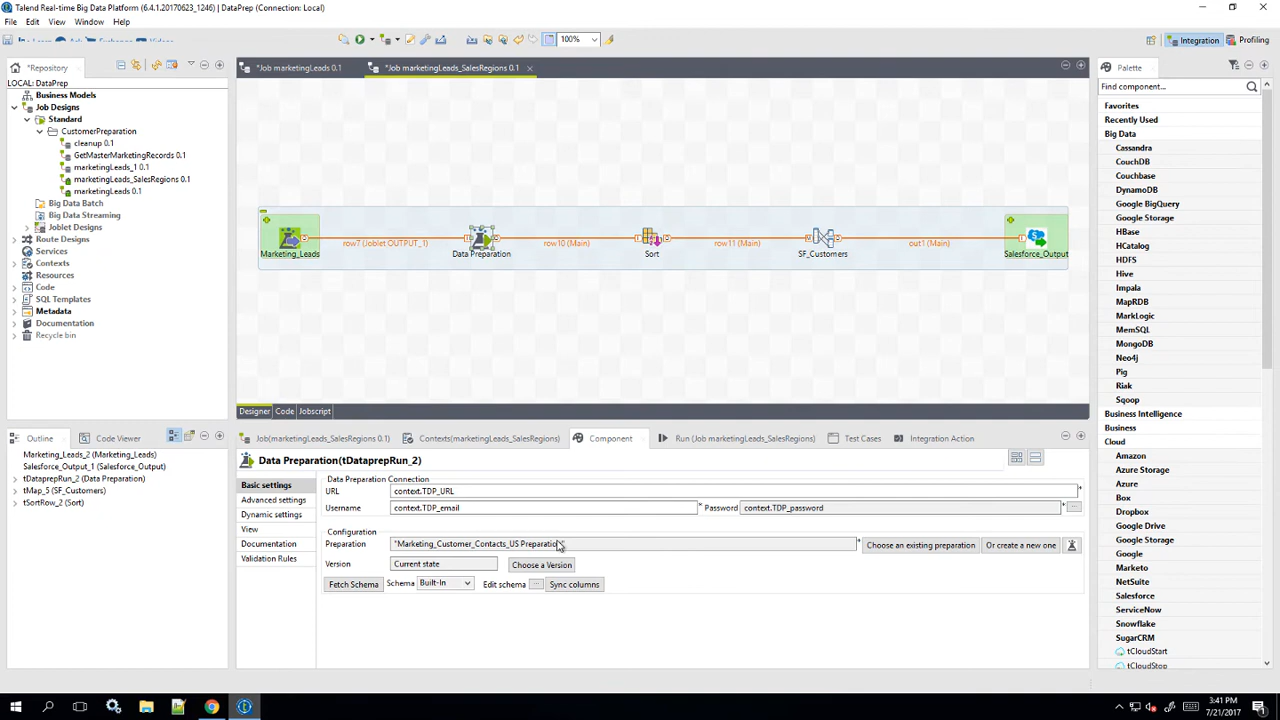 Talend Real-time Big Data Platform (6.4.1.20170623_1246) | DataPrep (Connection: Local)
File Edit View Window Help
100%
Integration Profiling
*Repository
LOCAL: DataPrep
Business Models
Job Designs
Standard
CustomerPreparation
cleanup 0.1
GetMasterMarketingRecords 0.1
marketingLeads_1 0.1
marketingLeads_SalesRegions 0.1
marketingLeads 0.1
Big Data Batch
Big Data Streaming
Joblet Designs
Route Designs
Services
Contexts
Resources
Code
SQL Templates
Metadata
Documentation
Recycle bin
*Job marketingLeads 0.1
*Job marketingLeads_SalesRegions 0.1
row7 (Joblet OUTPUT_1) row10 (Main) row11 (Main) out1 (Main)
Marketing_Leads Data Preparation Sort SF_Customers Salesforce_Output
Designer Code Jobscript
Palette
Find component...
Favorites
Recently Used
Big Data
Cassandra
CouchDB
Couchbase
DynamoDB
Google BigQuery
Google Storage
HBase
HCatalog
HDFS
Hive
Impala
MapRDB
MarkLogic
MemSQL
MongoDB
Neo4j
Pig
Riak
Sqoop
Business Intelligence
Business
Cloud
Amazon
Azure Storage
Azure
Box
Dropbox
Google Drive
Google Storage
Google
Marketo
NetSuite
Salesforce
ServiceNow
Snowflake
SugarCRM
tCloudStart
tCloudStop
Outline Code Viewer
Marketing_Leads_2 (Marketing_Leads)
Salesforce_Output_1 (Salesforce_Output)
tDataprepRun_2 (Data Preparation)
tMap_5 (SF_Customers)
tSortRow_2 (Sort)
Job(marketingLeads_SalesRegions 0.1) Contexts(marketingLeads_SalesRegions) Component Run (Job marketingLeads_SalesRegions) Test Cases Integration Action
Data Preparation(tDataprepRun_2)
Basic settings
Advanced settings
Dynamic settings
View
Documentation
Validation Rules
Data Preparation Connection
URL context.TDP_URL *
Username context.TDP_email * Password context.TDP_password * ...
Configuration
Preparation "Marketing_Customer_Contacts_US Preparation" * Choose an existing preparation Or create a new one
Version Current state Choose a Version
Fetch Schema Schema Built-In Edit schema ... Sync columns
3:41 PM
7/21/2017